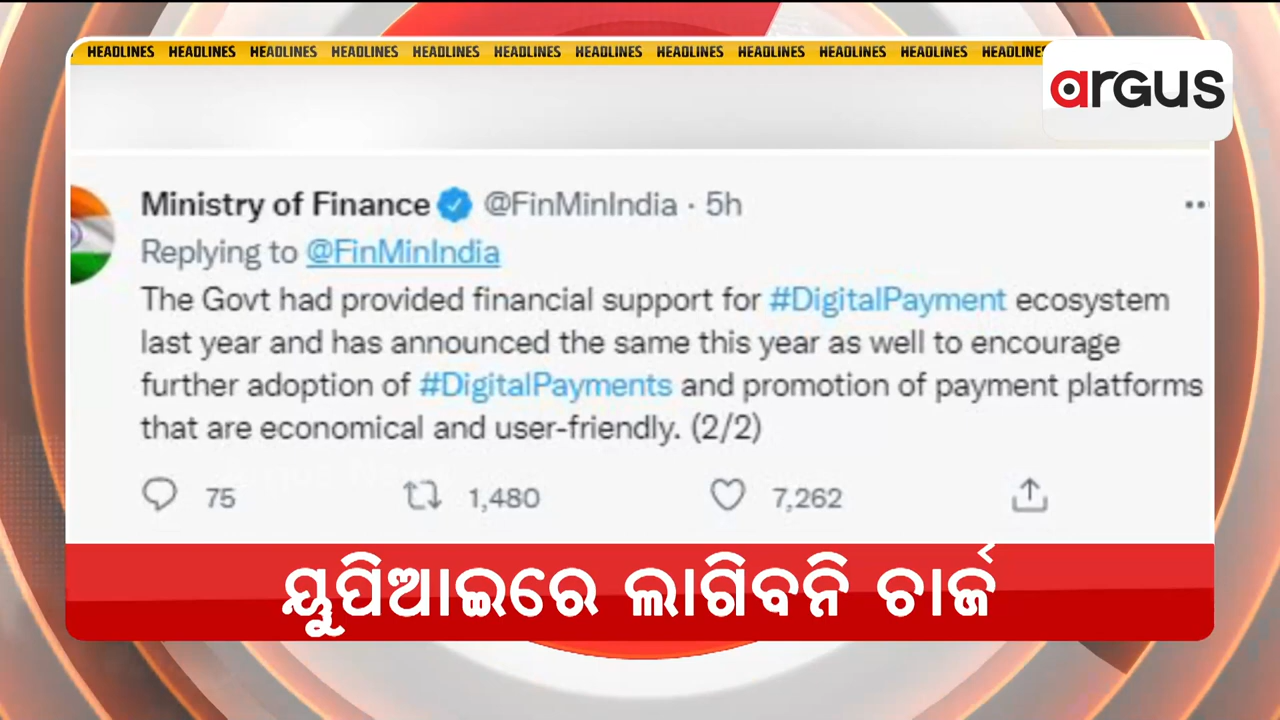 HEADLINES HEADLINES HEADLINES HEADLINES HEADLINES HEADLINES HEADLINES HEADLINES HEADLINES HEADLINES HEADLINES HEADLINES
argus
Ministry of Finance @FinMinIndia · 5h
Replying to @FinMinIndia
The Govt had provided financial support for #DigitalPayment ecosystem
last year and has announced the same this year as well to encourage
further adoption of #DigitalPayments and promotion of payment platforms
that are economical and user-friendly. (2/2)
75 1,480 7,262
ୟୁପିଆଇରେ ଲାଗିବନି ଚାର୍ଜ